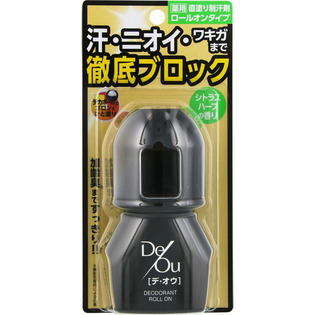 薬用 直塗り制汗剤
ロールオンタイプ
汗・ニオイ・ワキガまで
徹底ブロック
シトラス
ハーブ
の香り
加齢臭まですっきり!!
De/Ou
[デ・オウ]
DEODORANT
ROLL ON